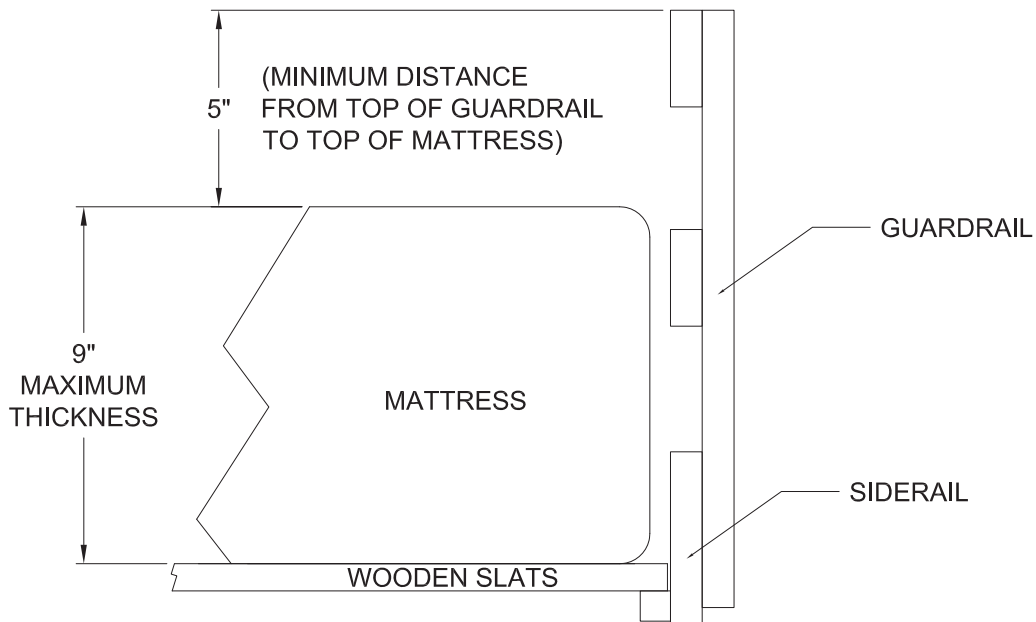 (MINIMUM DISTANCE
5" FROM TOP OF GUARDRAIL
TO TOP OF MATTRESS)
GUARDRAIL
9"
MAXIMUM
THICKNESS
MATTRESS
SIDERAIL
WOODEN SLATS